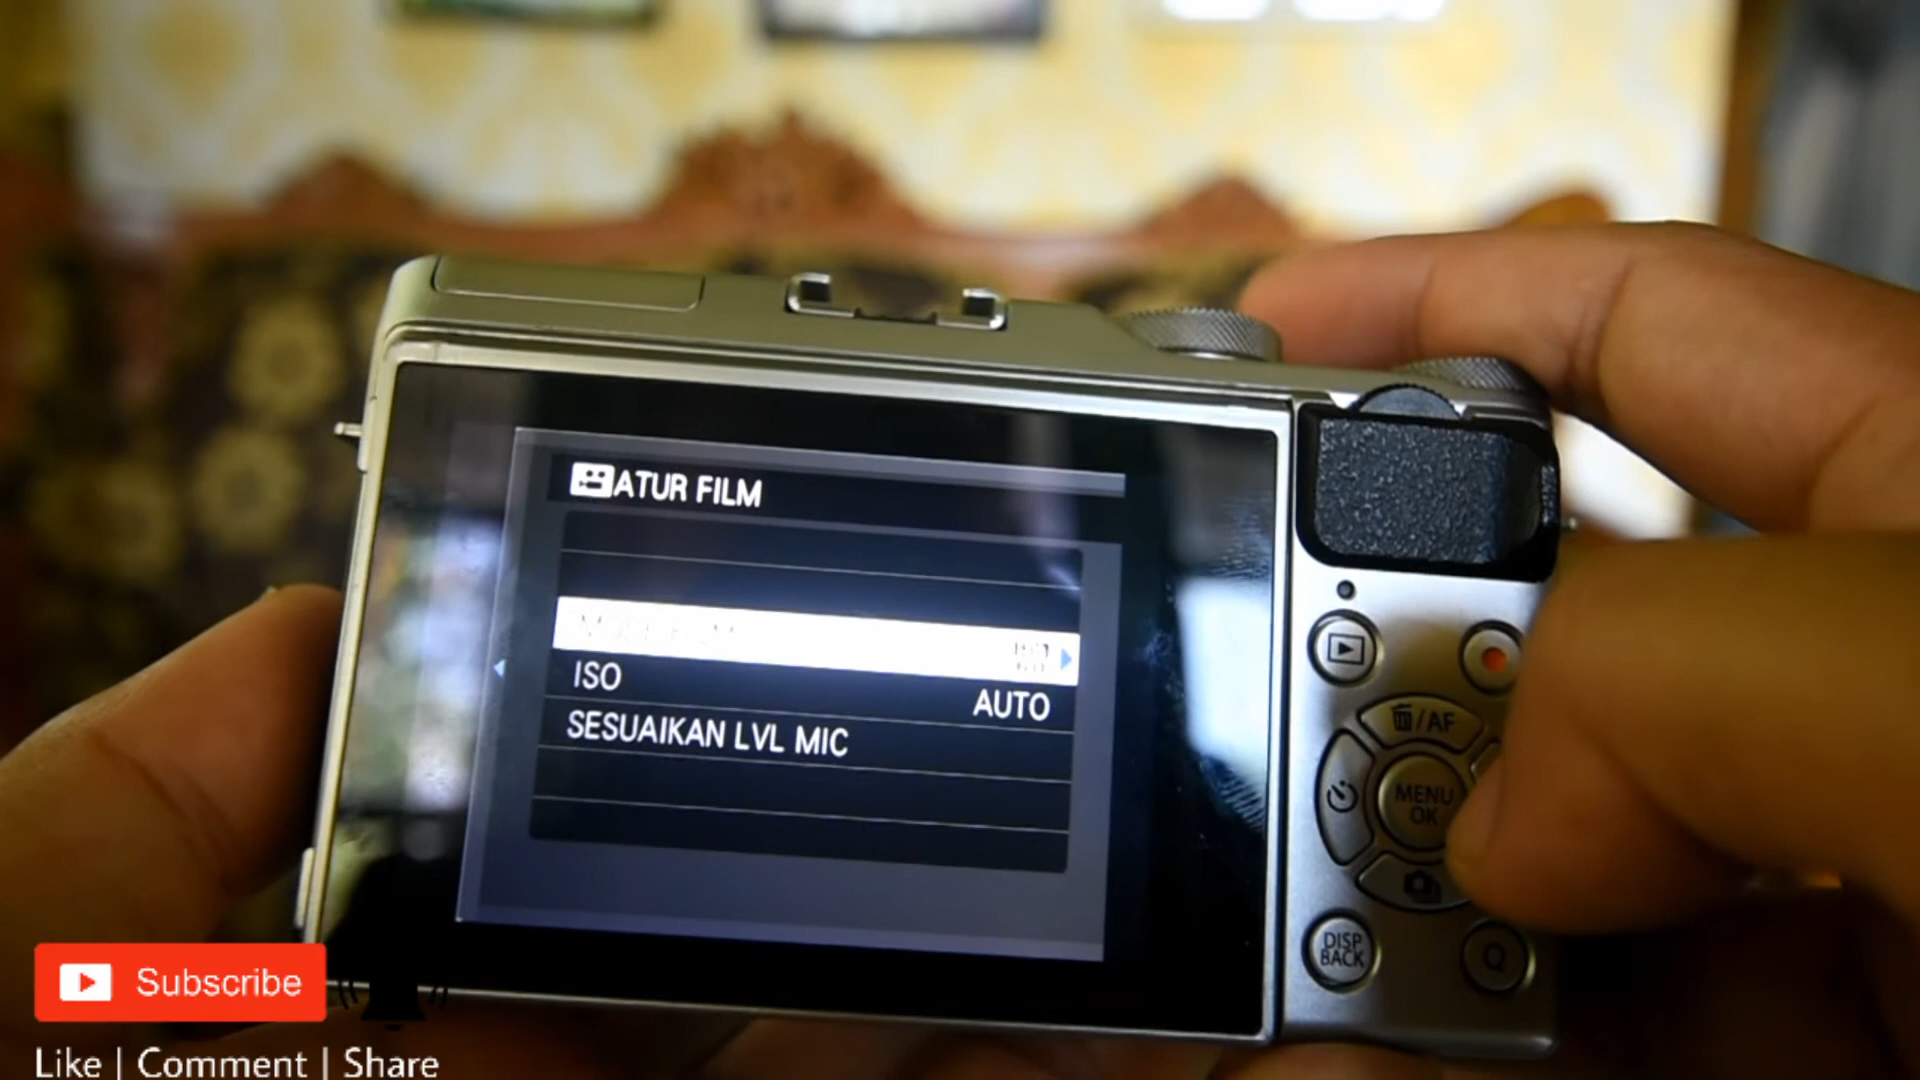 ATUR FILM
ISO
AUTO
SESUAIKAN LVL MIC
/AF
MENU
OK
DISP
BACK
Q
Subscribe
Like | Comment | Share